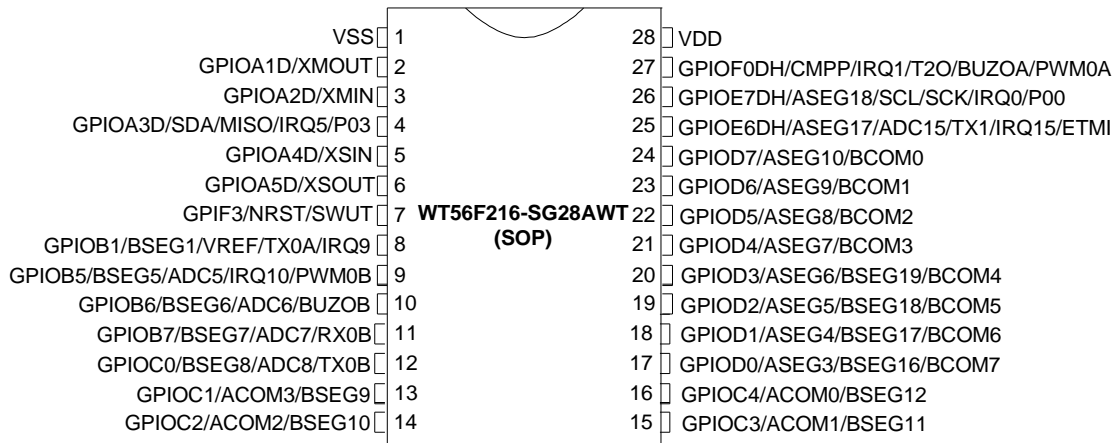 VSS 1
GPIOA1D/XMOUT 2
GPIOA2D/XMIN 3
GPIOA3D/SDA/MISO/IRQ5/P03 4
GPIOA4D/XSIN 5
GPIOA5D/XSOUT 6
GPIF3/NRST/SWUT 7
GPIOB1/BSEG1/VREF/TX0A/IRQ9 8
GPIOB5/BSEG5/ADC5/IRQ10/PWM0B 9
GPIOB6/BSEG6/ADC6/BUZOB 10
GPIOB7/BSEG7/ADC7/RX0B 11
GPIOC0/BSEG8/ADC8/TX0B 12
GPIOC1/ACOM3/BSEG9 13
GPIOC2/ACOM2/BSEG10 14
WT56F216-SG28AWT
(SOP)
28 VDD
27 GPIOF0DH/CMPP/IRQ1/T2O/BUZOA/PWM0A
26 GPIOE7DH/ASEG18/SCL/SCK/IRQ0/P00
25 GPIOE6DH/ASEG17/ADC15/TX1/IRQ15/ETMI
24 GPIOD7/ASEG10/BCOM0
23 GPIOD6/ASEG9/BCOM1
22 GPIOD5/ASEG8/BCOM2
21 GPIOD4/ASEG7/BCOM3
20 GPIOD3/ASEG6/BSEG19/BCOM4
19 GPIOD2/ASEG5/BSEG18/BCOM5
18 GPIOD1/ASEG4/BSEG17/BCOM6
17 GPIOD0/ASEG3/BSEG16/BCOM7
16 GPIOC4/ACOM0/BSEG12
15 GPIOC3/ACOM1/BSEG11